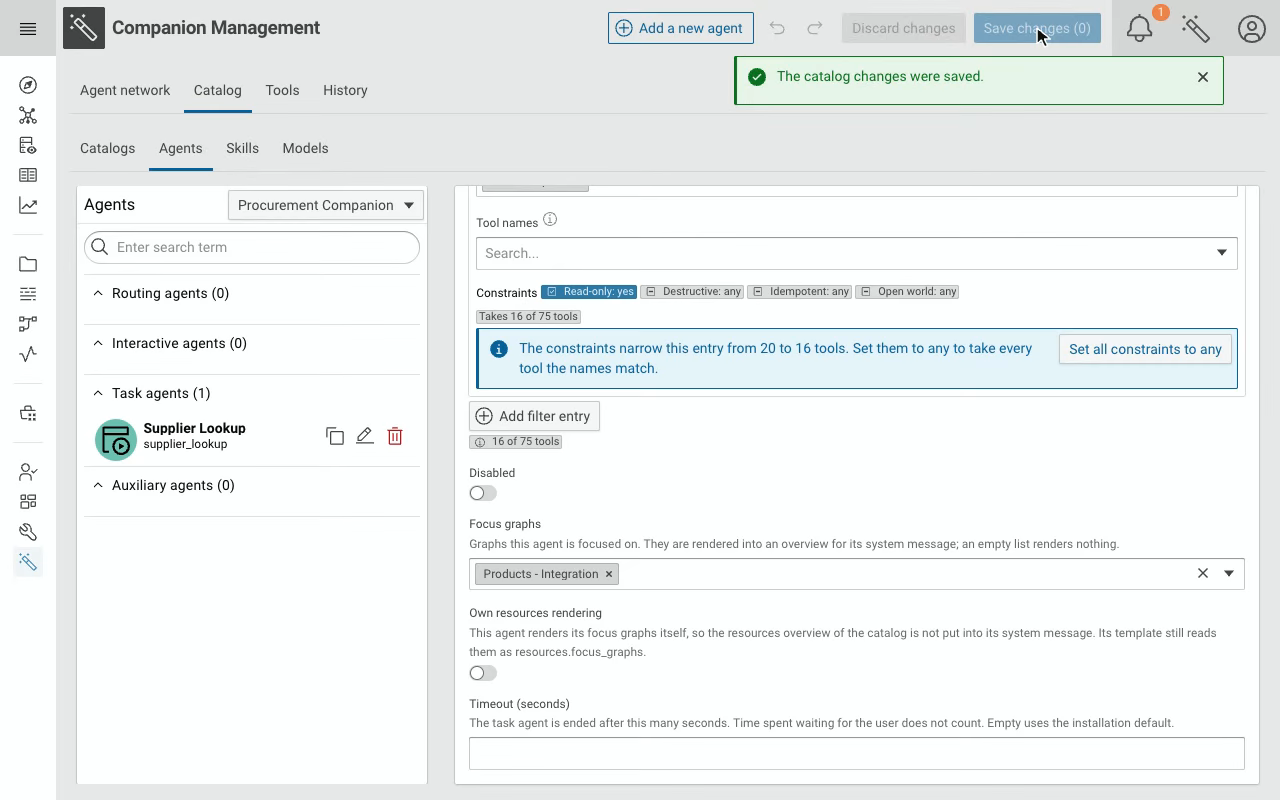 Companion Management
Add a new agent
Discard changes
Save changes (0)
1
The catalog changes were saved.
Agent network
Catalog
Tools
History
Catalogs
Agents
Skills
Models
Agents
Procurement Companion
Enter search term
Routing agents (0)
Interactive agents (0)
Task agents (1)
Supplier Lookup
supplier_lookup
Auxiliary agents (0)
Tool names
Search...
Constraints
Read-only: yes
Destructive: any
Idempotent: any
Open world: any
Takes 16 of 75 tools
The constraints narrow this entry from 20 to 16 tools. Set them to any to take every
tool the names match.
Set all constraints to any
Add filter entry
16 of 75 tools
Disabled
Focus graphs
Graphs this agent is focused on. They are rendered into an overview for its system message; an empty list renders nothing.
Products - Integration
Own resources rendering
This agent renders its focus graphs itself, so the resources overview of the catalog is not put into its system message. Its template still reads
them as resources.focus_graphs.
Timeout (seconds)
The task agent is ended after this many seconds. Time spent waiting for the user does not count. Empty uses the installation default.